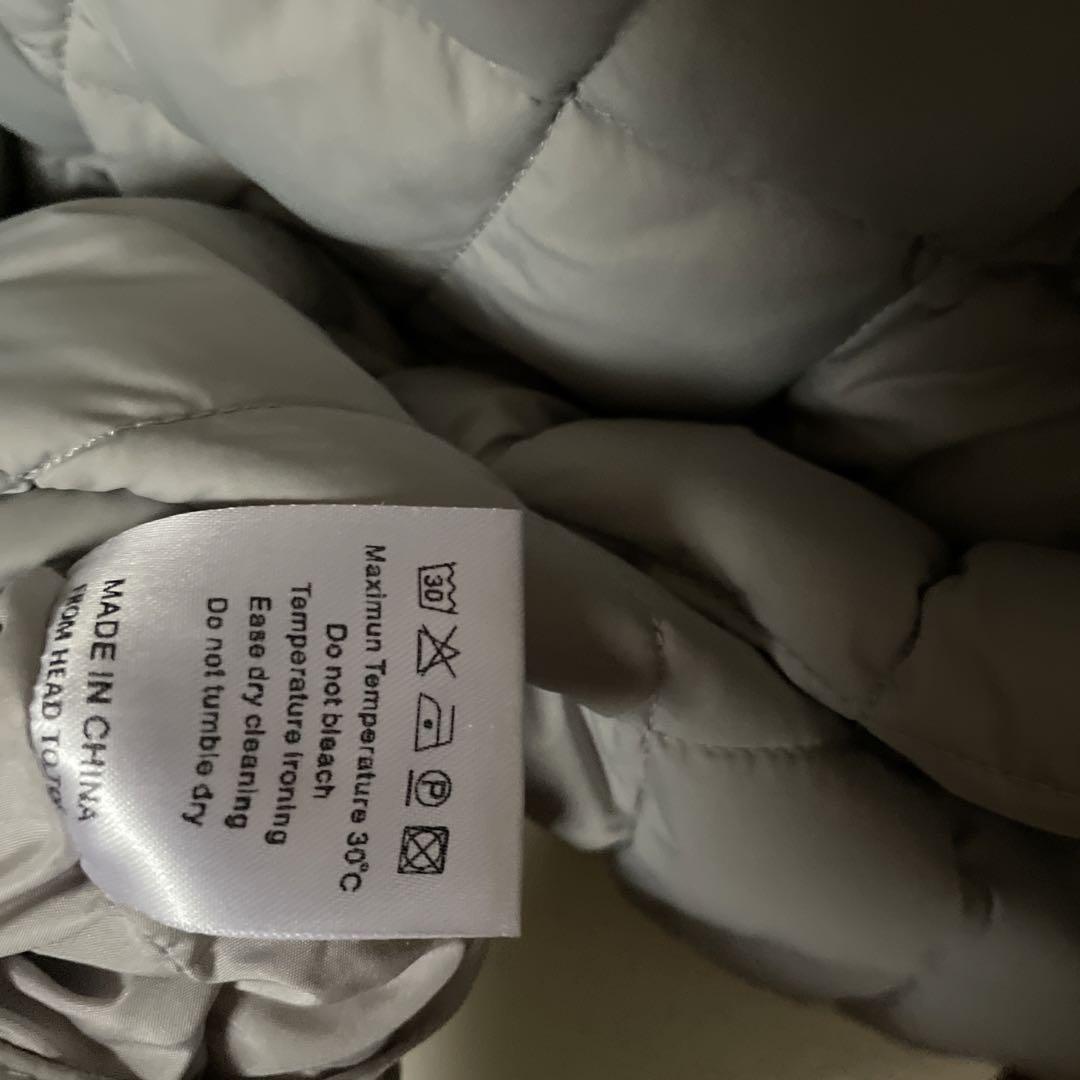 30 P
Maximun Temperature 30°C
Do not bleach
Temperature ironing
Ease dry cleaning
Do not tumble dry
MADE IN CHINA
FROM HEAD TO